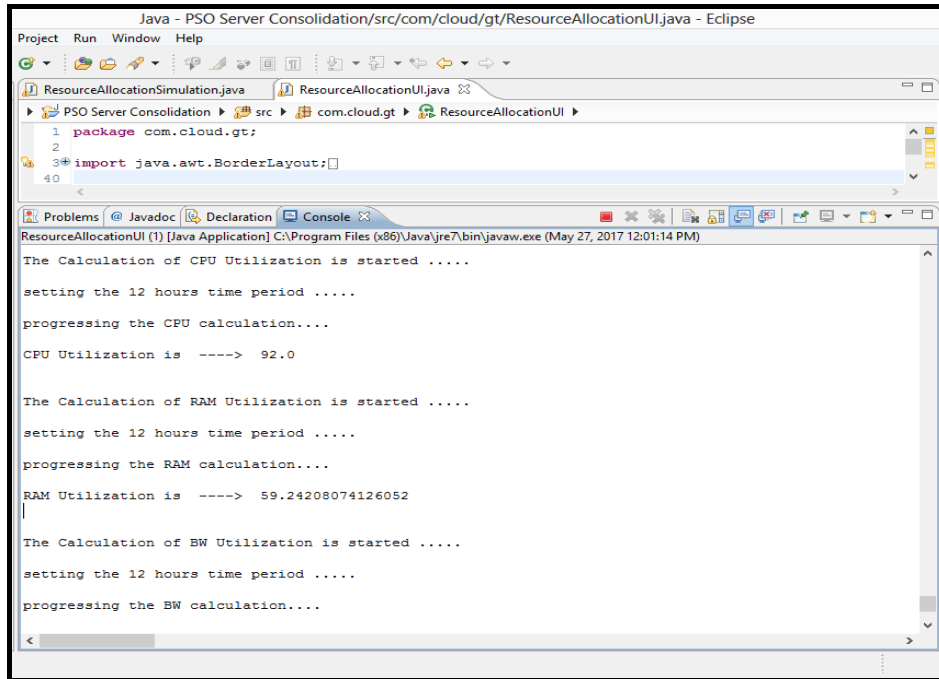 Java - PSO Server Consolidation/src/com/cloud/gt/ResourceAllocationUI.java - Eclipse
Project Run Window Help
ResourceAllocationSimulation.java ResourceAllocationUI.java
PSO Server Consolidation src com.cloud.gt ResourceAllocationUI
1 package com.cloud.gt;
2
3 import java.awt.BorderLayout;
40
Problems @ Javadoc Declaration Console
ResourceAllocationUI (1) [Java Application] C:\Program Files (x86)\Java\jre7\bin\javaw.exe (May 27, 2017 12:01:14 PM)
The Calculation of CPU Utilization is started .....
setting the 12 hours time period .....
progressing the CPU calculation....
CPU Utilization is ----> 92.0
The Calculation of RAM Utilization is started .....
setting the 12 hours time period .....
progressing the RAM calculation....
RAM Utilization is ----> 59.24208074126052
The Calculation of BW Utilization is started .....
setting the 12 hours time period .....
progressing the BW calculation....